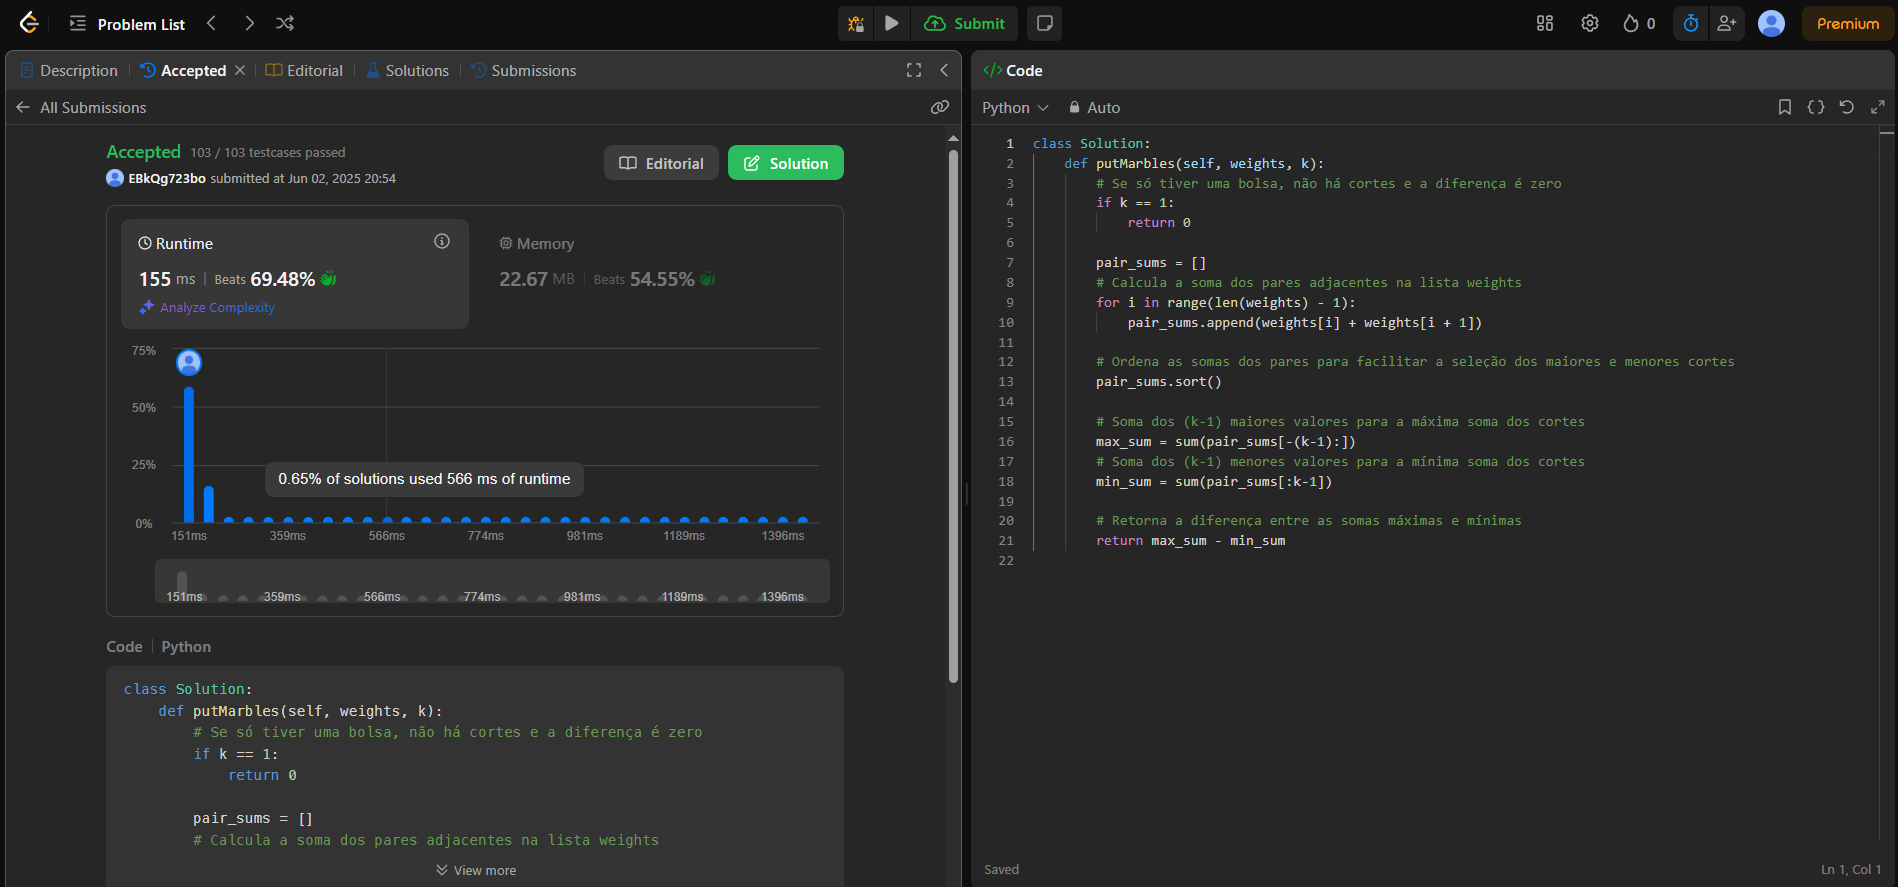 Problem List
Submit
0
Premium
Description
Accepted
Editorial
Solutions
Submissions
All Submissions
Accepted 103 / 103 testcases passed
EBkQg723bo submitted at Jun 02, 2025 20:54
Editorial
Solution
Runtime
155 ms | Beats 69.48%
Analyze Complexity
Memory
22.67 MB | Beats 54.55%
75%
50%
25%
0%
0.65% of solutions used 566 ms of runtime
151ms 359ms 566ms 774ms 981ms 1189ms 1396ms
151ms 359ms 566ms 774ms 981ms 1189ms 1396ms
Code | Python
class Solution:
    def putMarbles(self, weights, k):
        # Se só tiver uma bolsa, não há cortes e a diferença é zero
        if k == 1:
            return 0
        pair_sums = []
        # Calcula a soma dos pares adjacentes na lista weights
View more
</> Code
Python
Auto
1 class Solution:
2     def putMarbles(self, weights, k):
3         # Se só tiver uma bolsa, não há cortes e a diferença é zero
4         if k == 1:
5             return 0
6
7         pair_sums = []
8         # Calcula a soma dos pares adjacentes na lista weights
9         for i in range(len(weights) - 1):
10             pair_sums.append(weights[i] + weights[i + 1])
11
12         # Ordena as somas dos pares para facilitar a seleção dos maiores e menores cortes
13         pair_sums.sort()
14
15         # Soma dos (k-1) maiores valores para a máxima soma dos cortes
16         max_sum = sum(pair_sums[-(k-1):])
17         # Soma dos (k-1) menores valores para a mínima soma dos cortes
18         min_sum = sum(pair_sums[:k-1])
19
20         # Retorna a diferença entre as somas máximas e mínimas
21         return max_sum - min_sum
22
Saved
Ln 1, Col 1